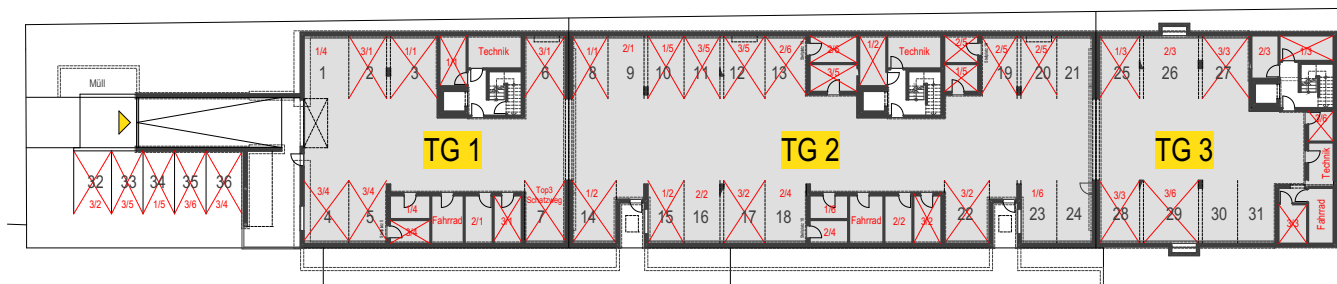 1/4 3/1 1/1 Technik 3/1 1/1 2/1 1/5 3/5 3/5 2/6 2/6 1/2 Technik 2/5 2/5 2/5 1/3 2/3 3/3 2/3 1/3
1 2 3 1/1 6 8 9 10 11 12 13 3/5 1/5 19 20 21 25 26 27
Müll
2/6
TG 1 TG 2 TG 3
Technik
32 33 34 35 36
3/2 3/5 1/5 3/6 3/4
3/4 3/4 Top3 1/2 1/2 2/2 3/2 2/4 3/2 1/6 3/3 3/6
Schatzweg
4 5 1/4 Fahrrad 2/1 3/1 7 14 15 16 17 18 1/6 Fahrrad 2/2 3/2 22 23 24 28 29 30 31 3/3 Fahrrad
3/4 2/4